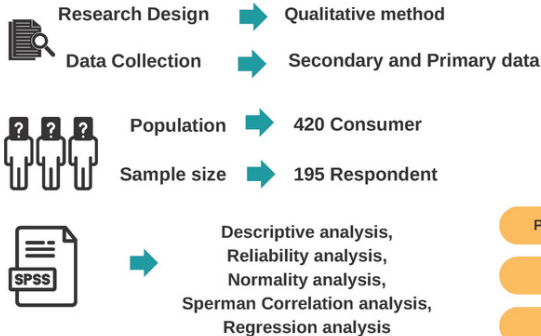 Research Design Qualitative method
Data Collection Secondary and Primary data
? ? ?
Population 420 Consumer
Sample size 195 Respondent
SPSS
Descriptive analysis,
Reliability analysis,
Normality analysis,
Sperman Correlation analysis,
Regression analysis
P